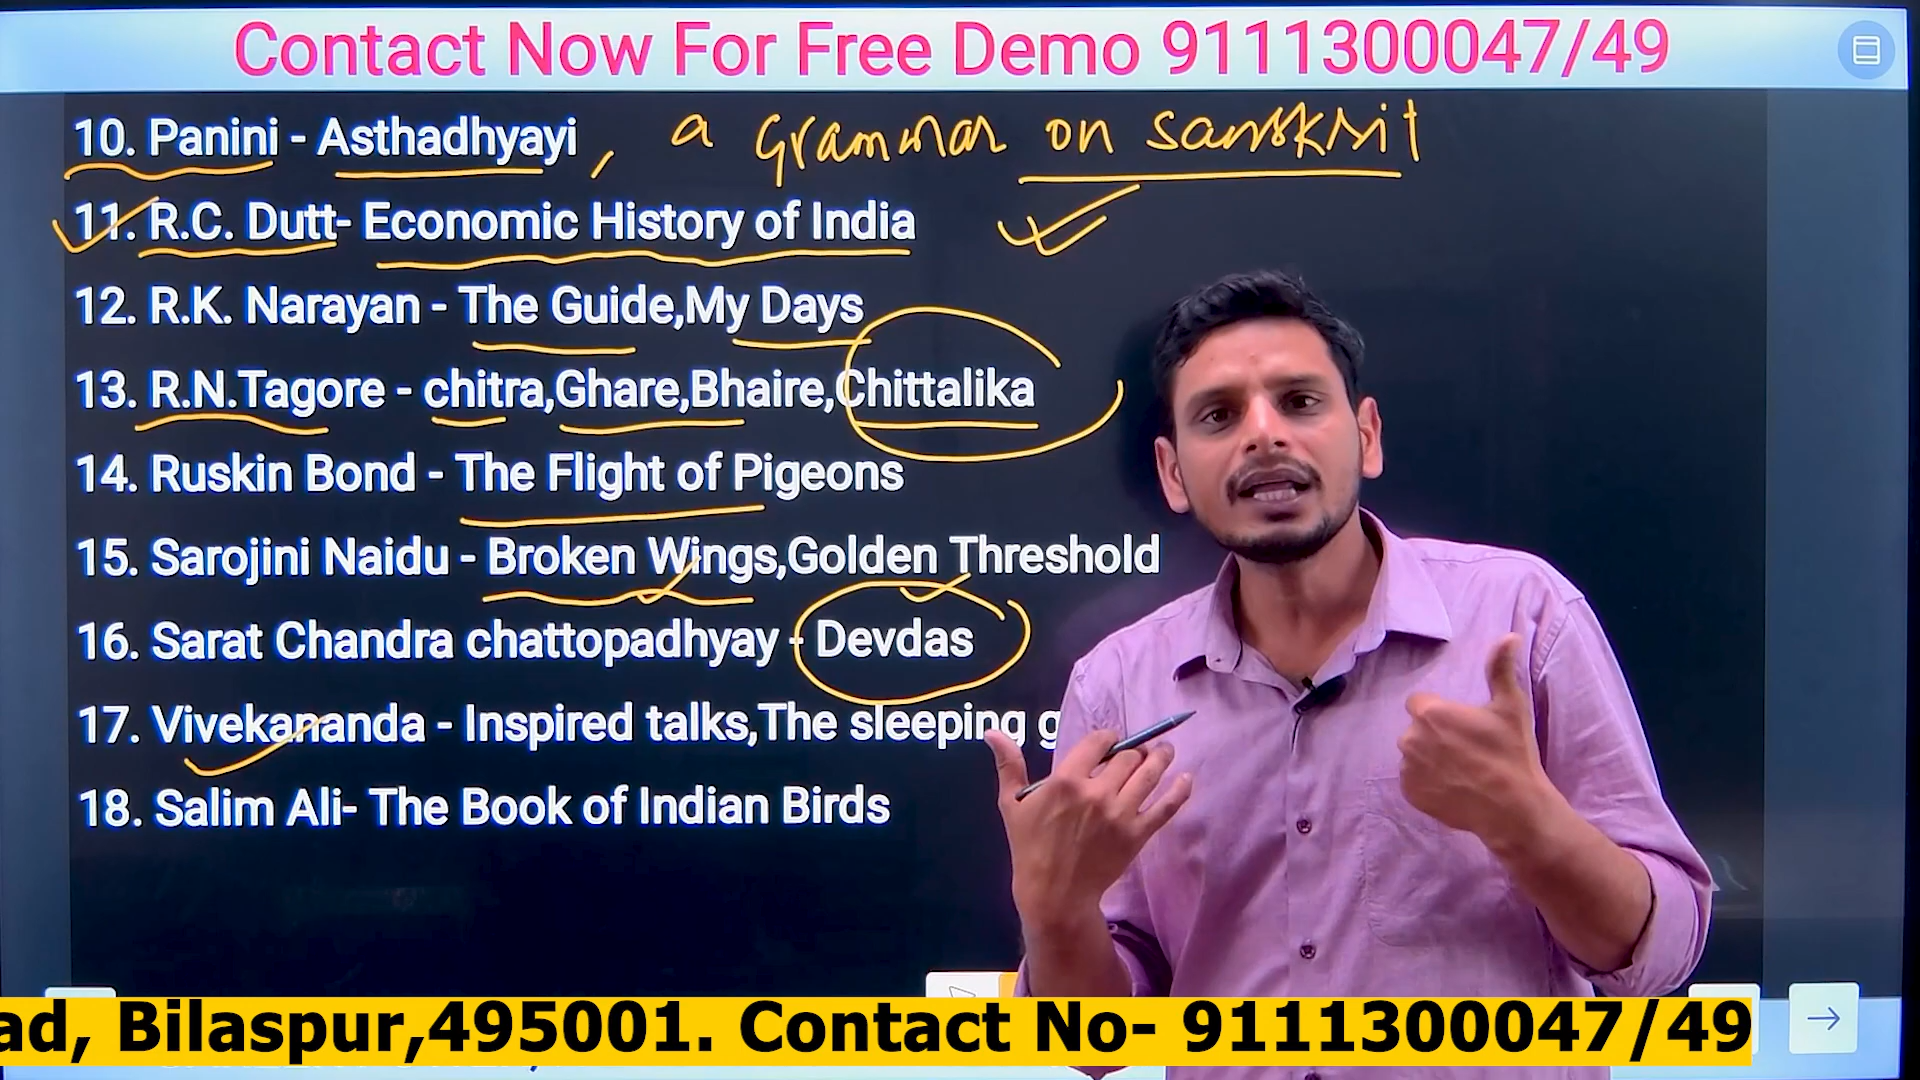 Contact Now For Free Demo 9111300047/49
10. Panini - Asthadhyayi , a grammar on sanskrit
11. R.C. Dutt- Economic History of India
12. R.K. Narayan - The Guide,My Days
13. R.N.Tagore - chitra,Ghare,Bhaire,Chittalika
14. Ruskin Bond - The Flight of Pigeons
15. Sarojini Naidu - Broken Wings,Golden Threshold
16. Sarat Chandra chattopadhyay - Devdas
17. Vivekananda - Inspired talks,The sleeping g
18. Salim Ali- The Book of Indian Birds
ad, Bilaspur,495001. Contact No- 9111300047/49